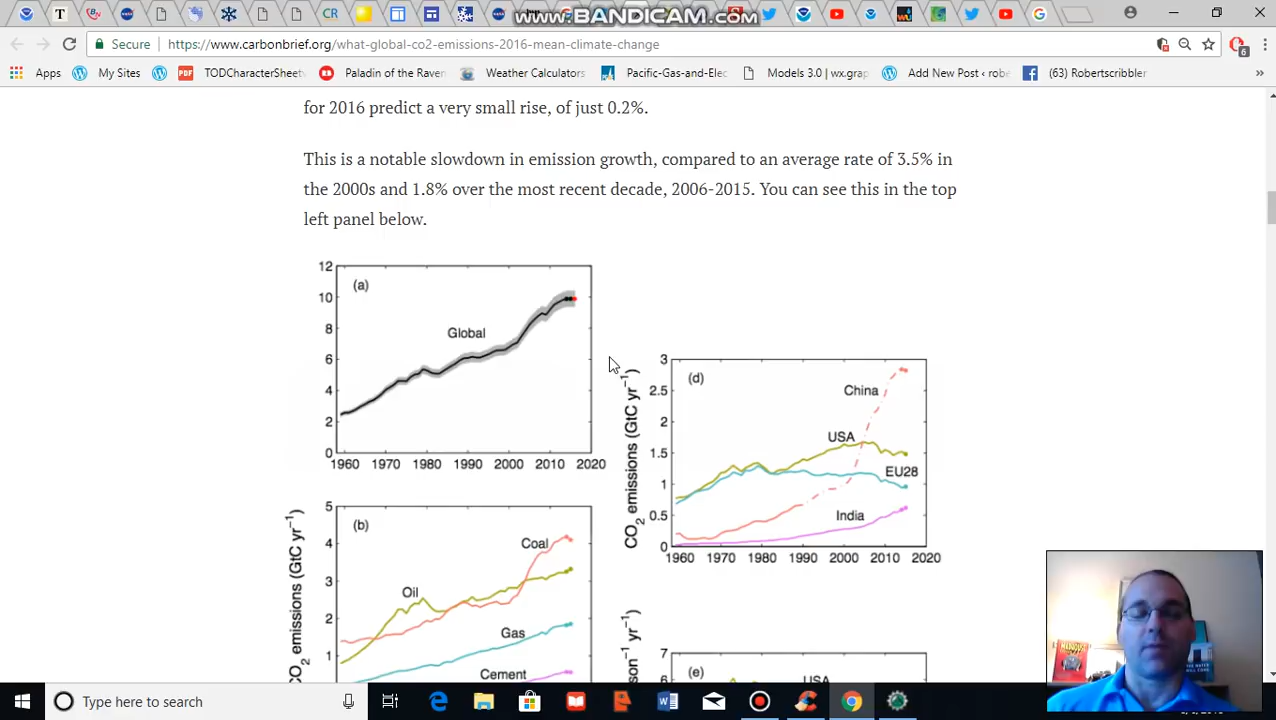 www.BANDICAM.com
Secure
https://www.carbonbrief.org/what-global-co2-emissions-2016-mean-climate-change
6
Apps
My Sites
TODCharacterSheet
Paladin of the Raven
Weather Calculators
Pacific-Gas-and-Elec
Models 3.0 | wx.grap
Add New Post ‹ robe
(63) Robertscribbler
»
for 2016 predict a very small rise, of just 0.2%.
This is a notable slowdown in emission growth, compared to an average rate of 3.5% in
the 2000s and 1.8% over the most recent decade, 2006-2015. You can see this in the top
left panel below.
12
10
8
6
4
2
0
(a)
Global
1960 1970 1980 1990 2000 2010 2020
CO2 emissions (GtC yr−1)
3
2.5
2
1.5
1
0.5
0
(d)
China
USA
EU28
India
1960 1970 1980 1990 2000 2010 2020
CO2 emissions (GtC yr−1)
5
4
3
2
1
(b)
Coal
Oil
Gas
Cement
son−1 yr−1)
7
6
(e)
USA
Type here to search